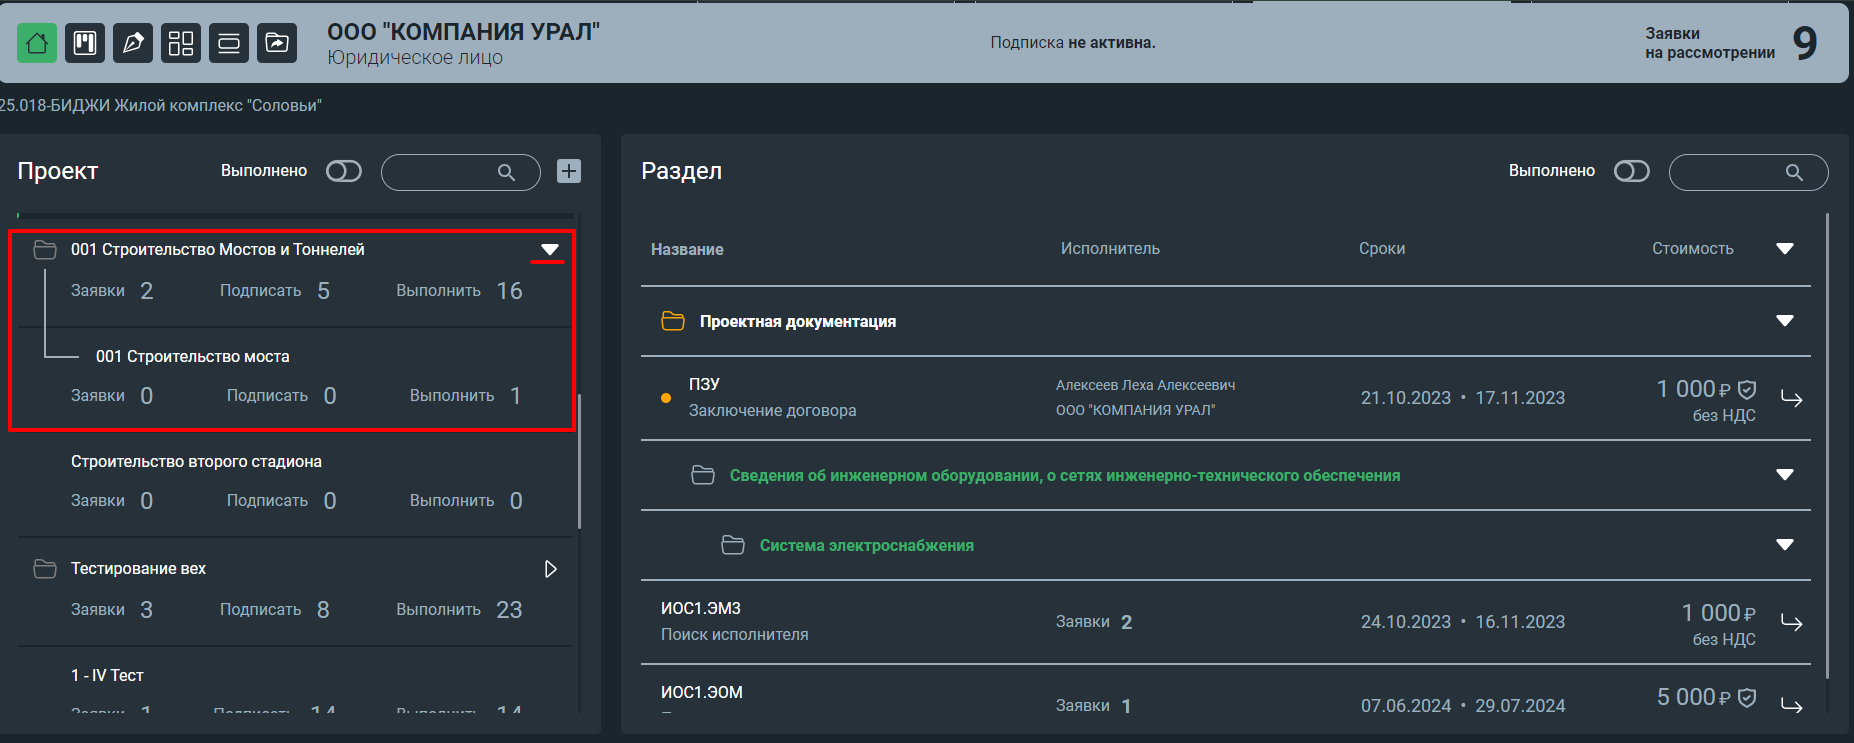 ООО "КОМПАНИЯ УРАЛ"
Юридическое лицо
Подписка не активна.
Заявки
на рассмотрении
9
25.018-БИДЖИ Жилой комплекс "Соловьи"
Проект
Выполнено
001 Строительство Мостов и Тоннелей
Заявки 2 Подписать 5 Выполнить 16
001 Строительство моста
Заявки 0 Подписать 0 Выполнить 1
Строительство второго стадиона
Заявки 0 Подписать 0 Выполнить 0
Тестирование вех
Заявки 3 Подписать 8 Выполнить 23
1 - IV Тест
Заявки 1 Подписать 14 Выполнить 14
Раздел
Выполнено
Название Исполнитель Сроки Стоимость
Проектная документация
ПЗУ
Заключение договора
Алексеев Леха Алексеевич
ООО "КОМПАНИЯ УРАЛ"
21.10.2023 • 17.11.2023
1 000 ₽
без НДС
Сведения об инженерном оборудовании, о сетях инженерно-технического обеспечения
Система электроснабжения
ИОС1.ЭМ3
Поиск исполнителя
Заявки 2
24.10.2023 • 16.11.2023
1 000 ₽
без НДС
ИОС1.ЭОМ
Заявки 1
07.06.2024 • 29.07.2024
5 000 ₽